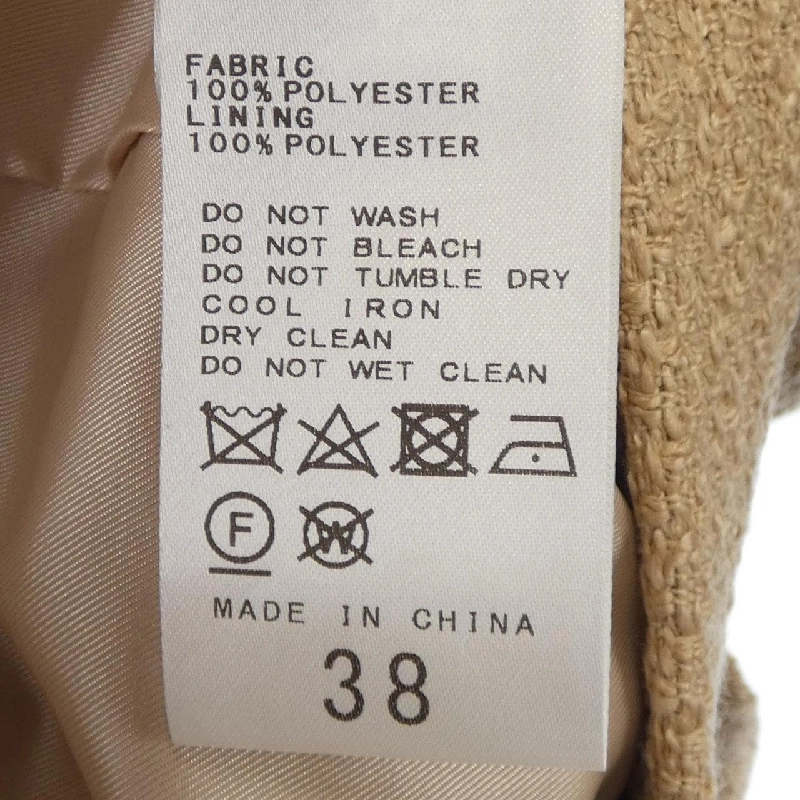 FABRIC
100% POLYESTER
LINING
100% POLYESTER
DO NOT WASH
DO NOT BLEACH
DO NOT TUMBLE DRY
COOL IRON
DRY CLEAN
DO NOT WET CLEAN
F W
MADE IN CHINA
38